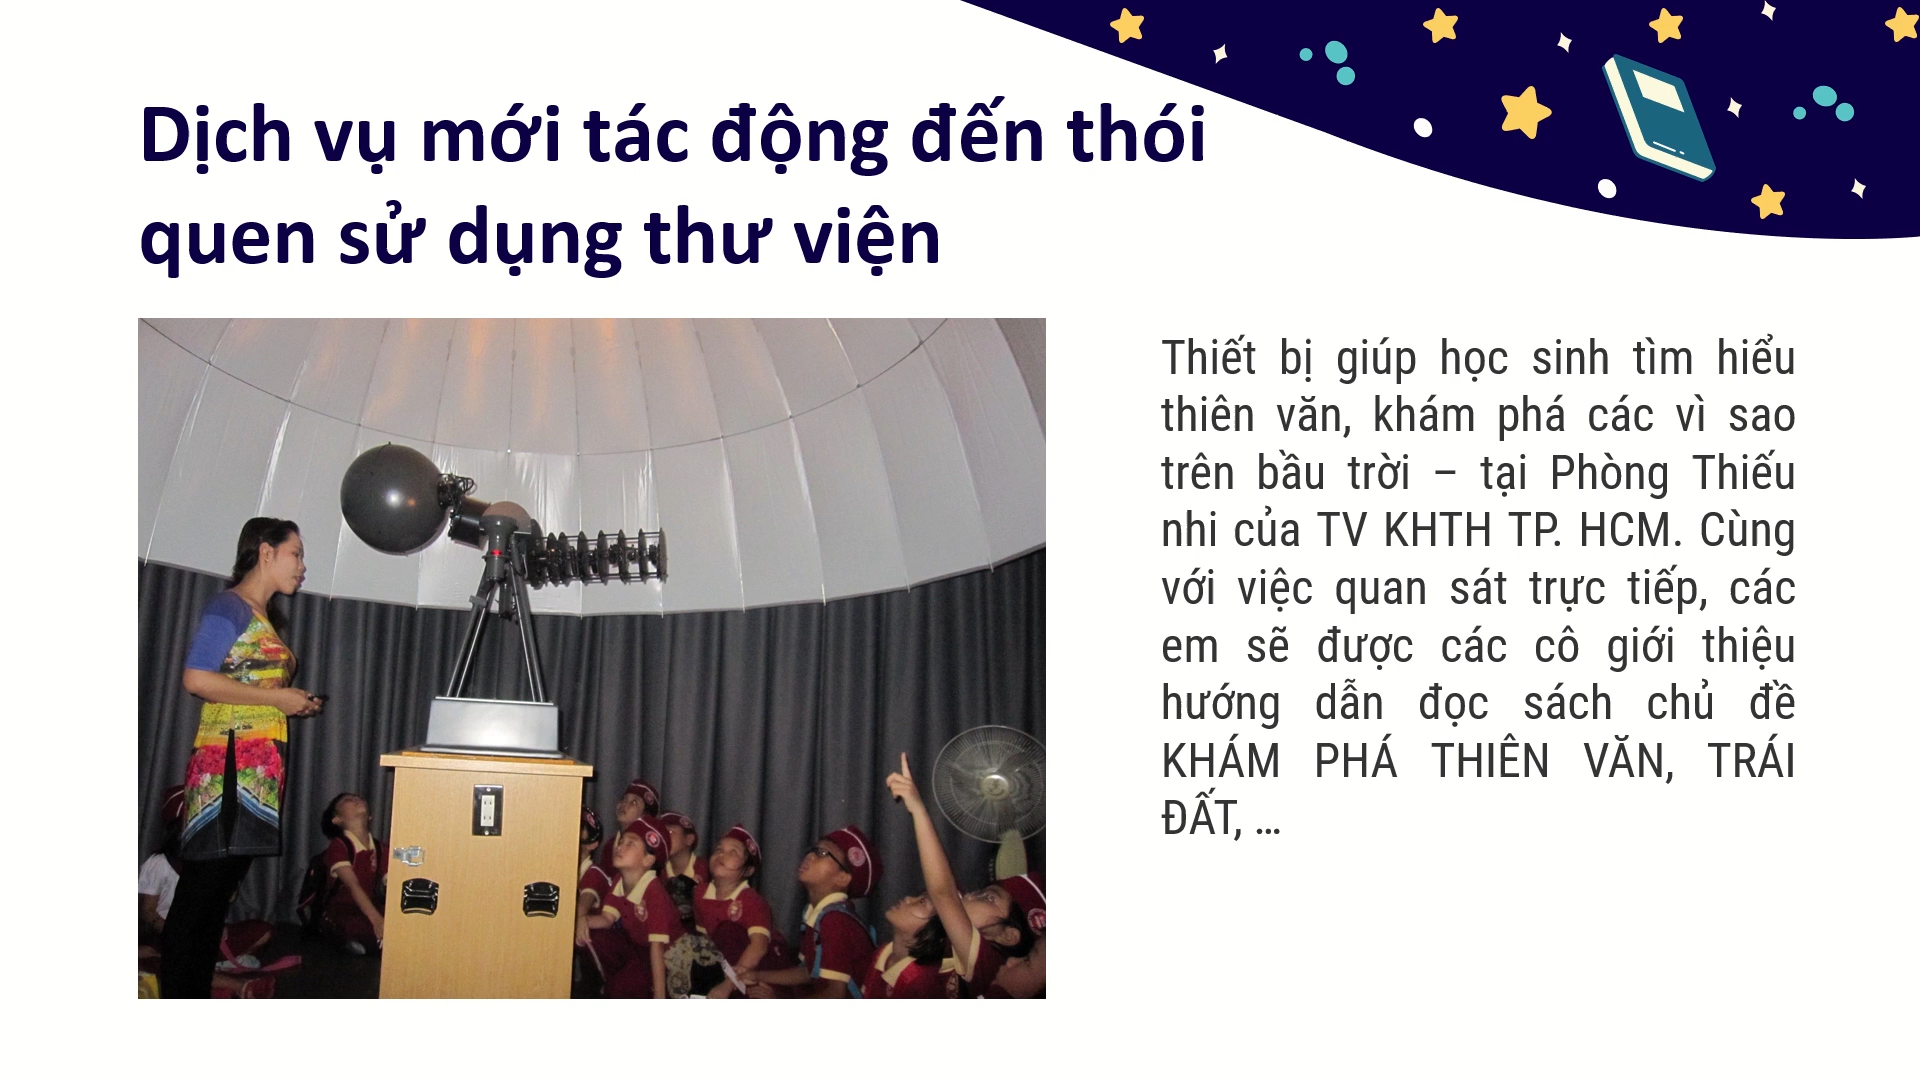 Dịch vụ mới tác động đến thói
quen sử dụng thư viện
Thiết bị giúp học sinh tìm hiểu
thiên văn, khám phá các vì sao
trên bầu trời – tại Phòng Thiếu
nhi của TV KHTH TP. HCM. Cùng
với việc quan sát trực tiếp, các
em sẽ được các cô giới thiệu
hướng dẫn đọc sách chủ đề
KHÁM PHÁ THIÊN VĂN, TRÁI
ĐẤT, …